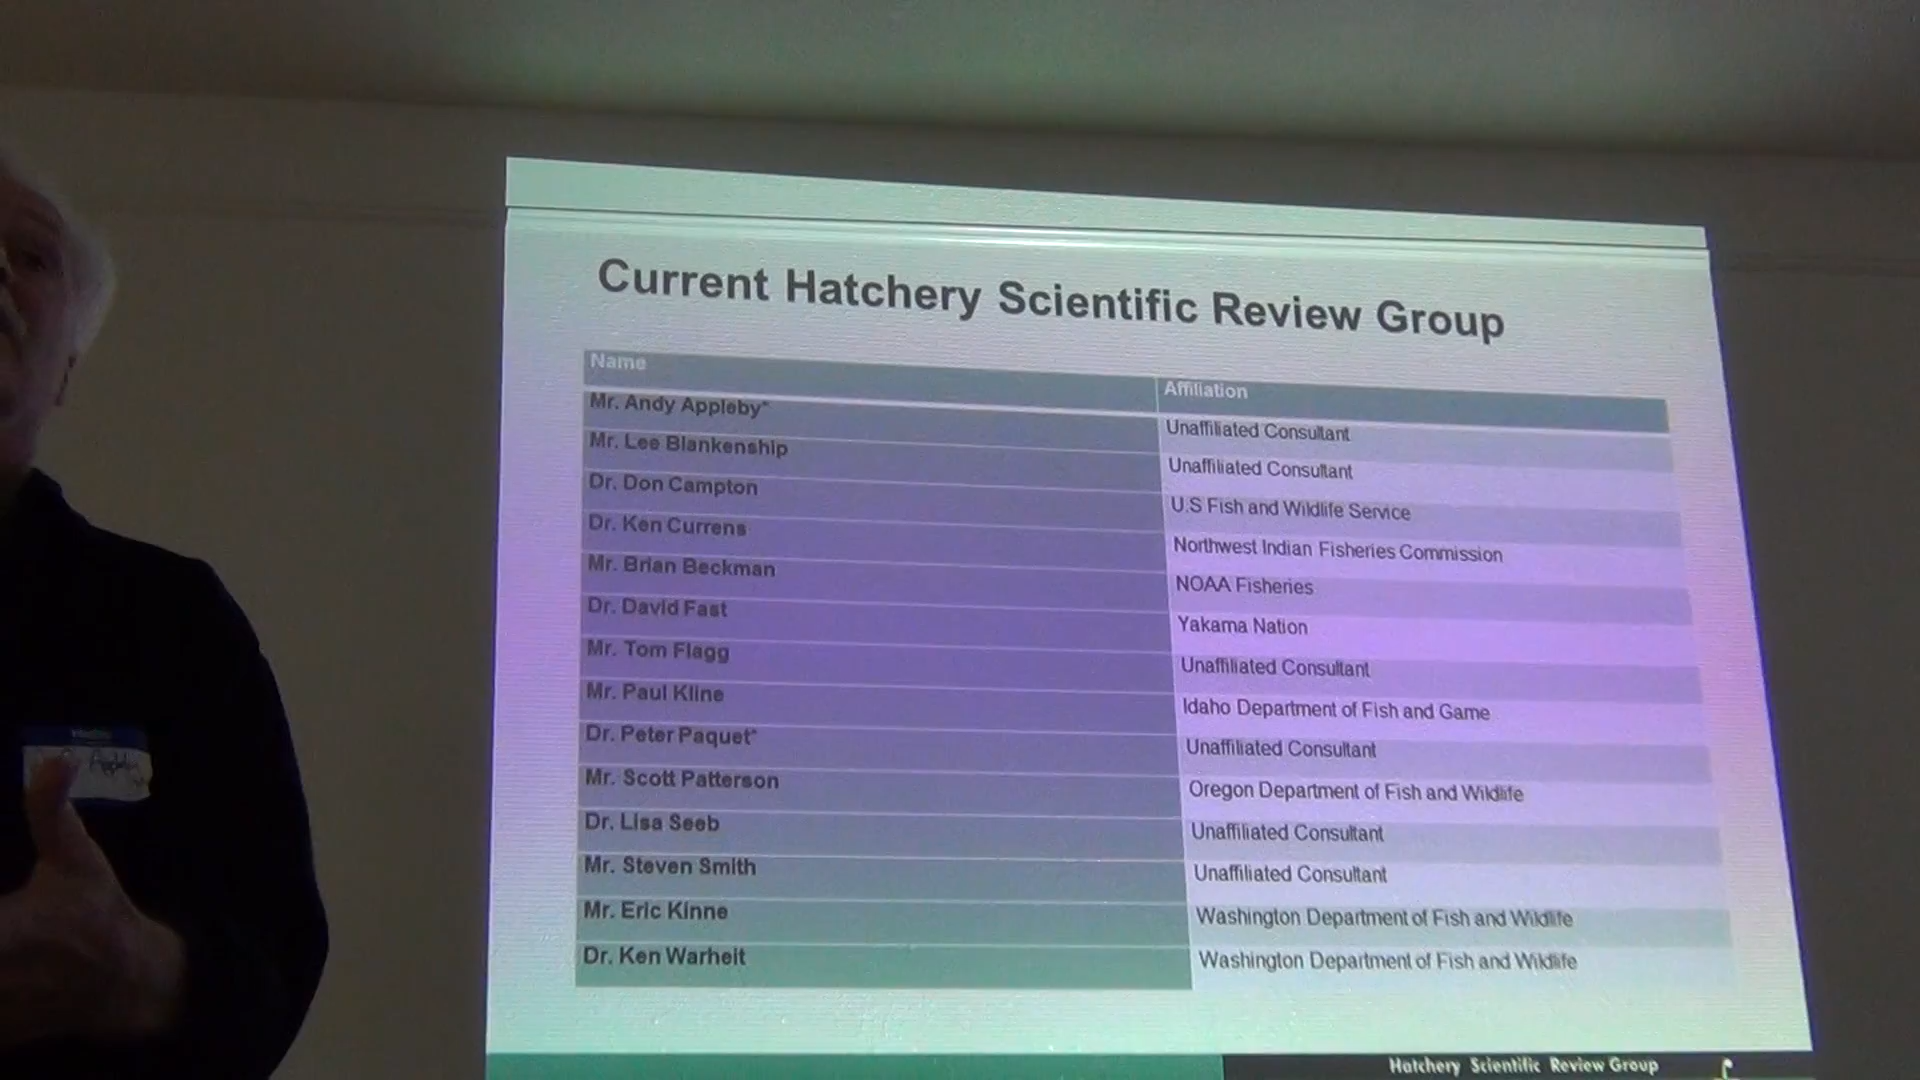 Current Hatchery Scientific Review Group
Name Affiliation
Mr. Andy Appleby* Unaffiliated Consultant
Mr. Lee Blankenship Unaffiliated Consultant
Dr. Don Campton U.S Fish and Wildlife Service
Dr. Ken Currens Northwest Indian Fisheries Commission
Mr. Brian Beckman NOAA Fisheries
Dr. David Fast Yakama Nation
Mr. Tom Flagg Unaffiliated Consultant
Mr. Paul Kline Idaho Department of Fish and Game
Dr. Peter Paquet* Unaffiliated Consultant
Mr. Scott Patterson Oregon Department of Fish and Wildlife
Dr. Lisa Seeb Unaffiliated Consultant
Mr. Steven Smith Unaffiliated Consultant
Mr. Eric Kinne Washington Department of Fish and Wildlife
Dr. Ken Warheit Washington Department of Fish and Wildlife
Hatchery Scientific Review Group